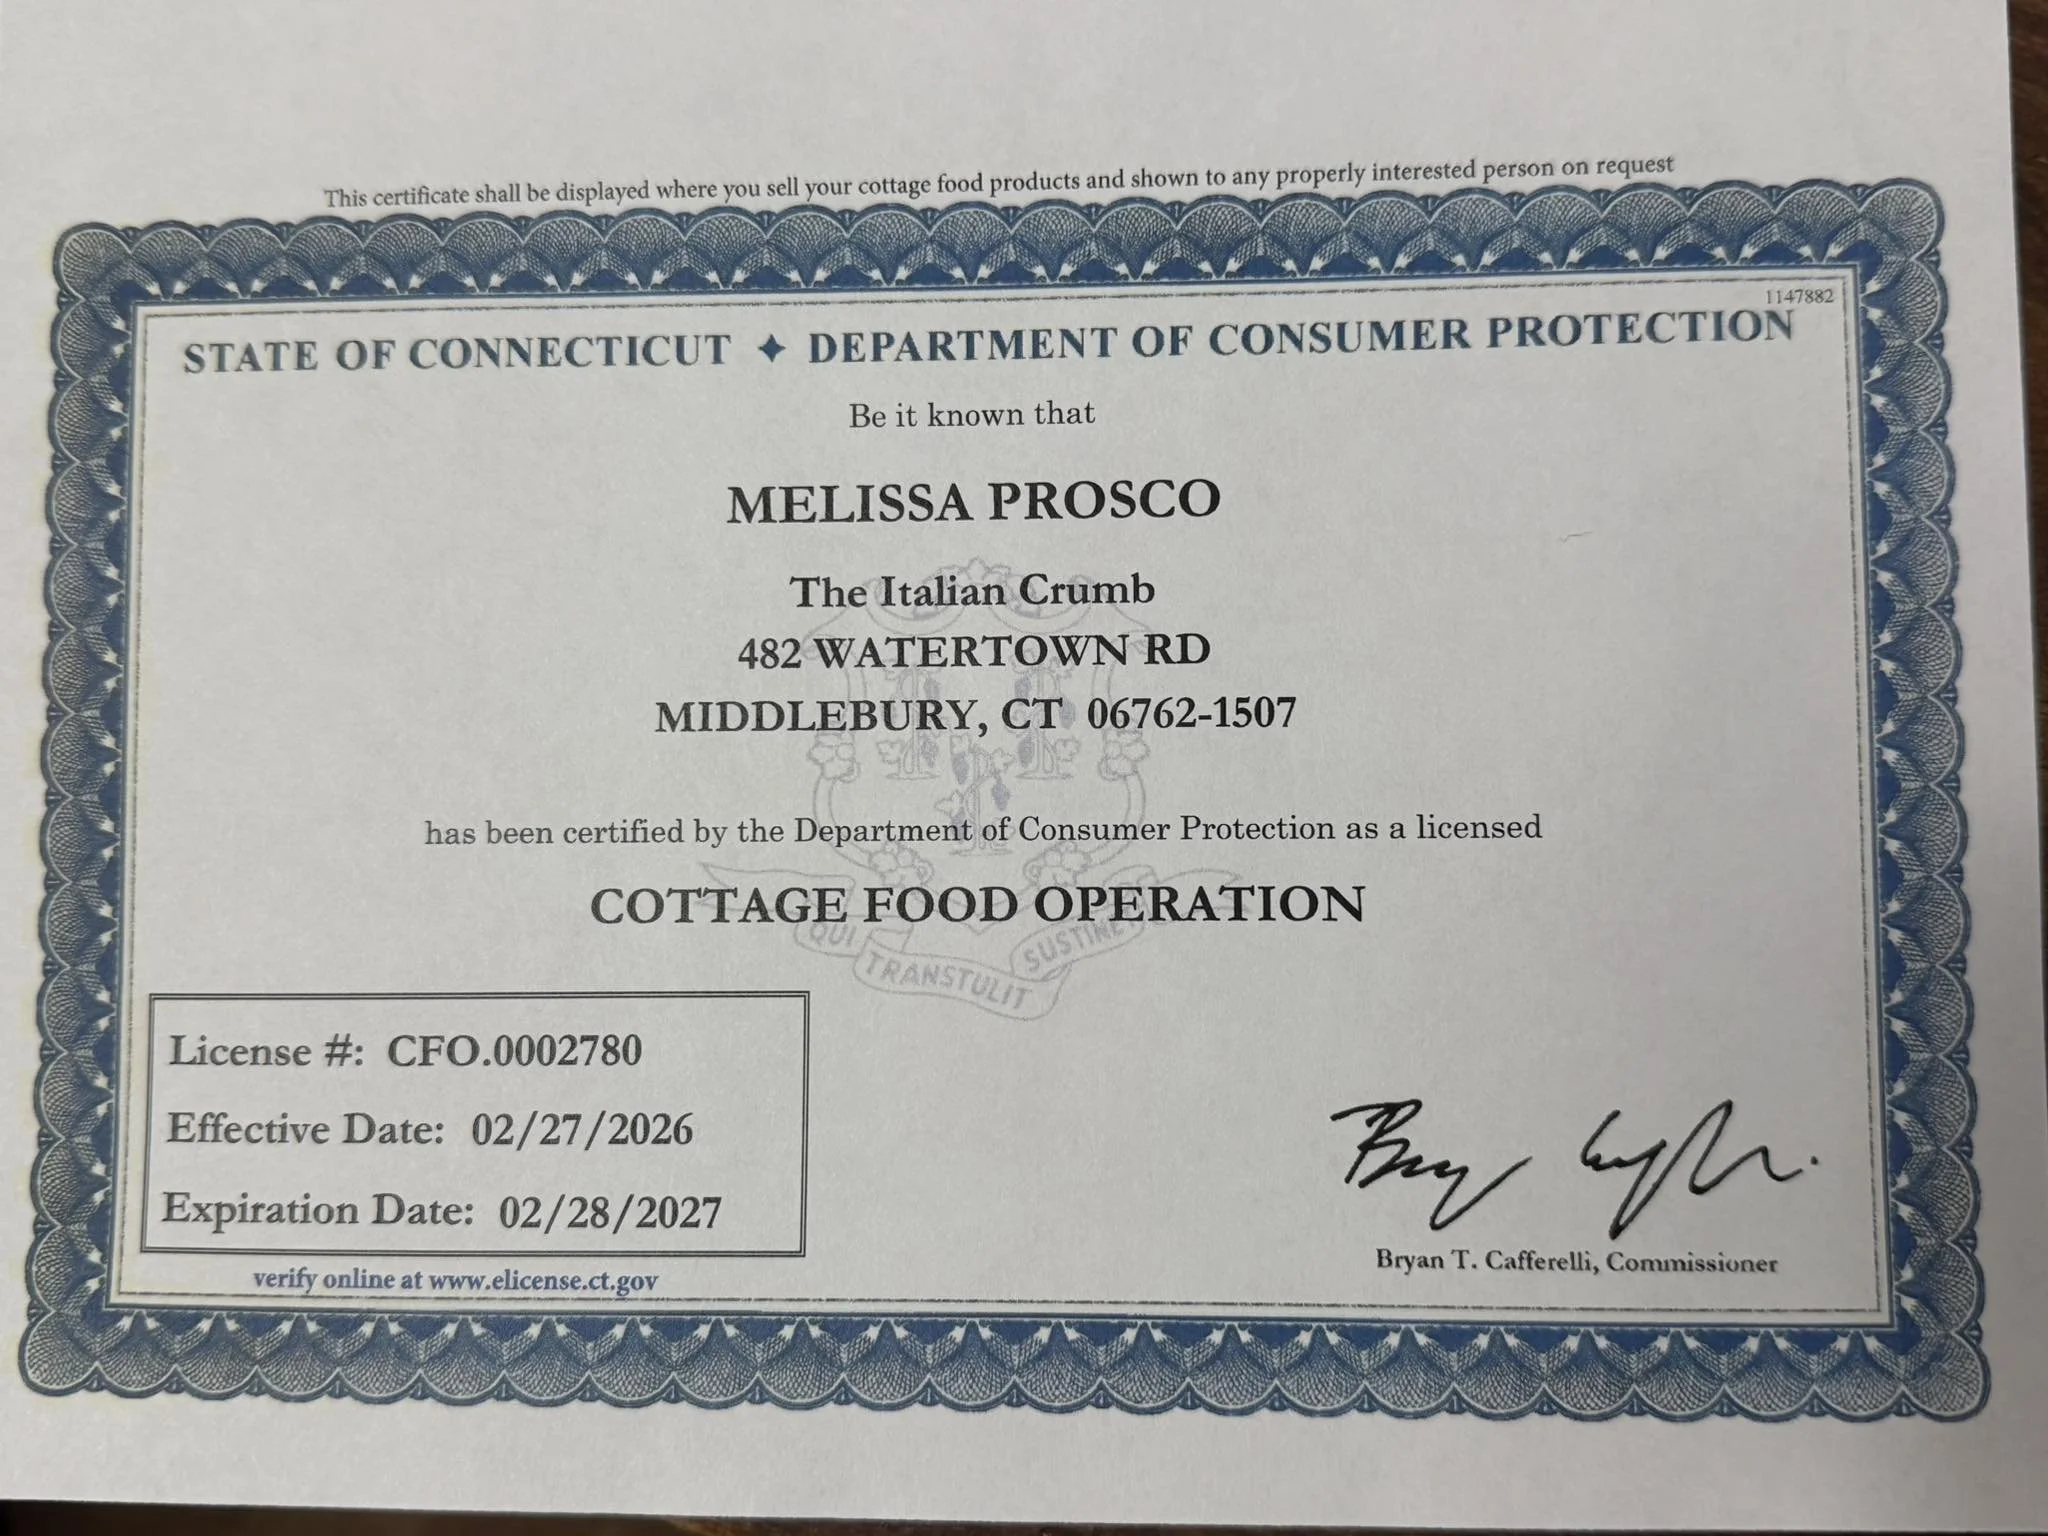 This certificate shall be displayed where you sell your cottage food products and shown to any properly interested person on request
1147882
STATE OF CONNECTICUT ✦ DEPARTMENT OF CONSUMER PROTECTION
Be it known that
MELISSA PROSCO
The Italian Crumb
482 WATERTOWN RD
MIDDLEBURY, CT 06762-1507
has been certified by the Department of Consumer Protection as a licensed
COTTAGE FOOD OPERATION
QUI TRANSTULIT SUSTINET
License #: CFO.0002780
Effective Date: 02/27/2026
Expiration Date: 02/28/2027
verify online at www.elicense.ct.gov
Bryan T. Cafferelli, Commissioner